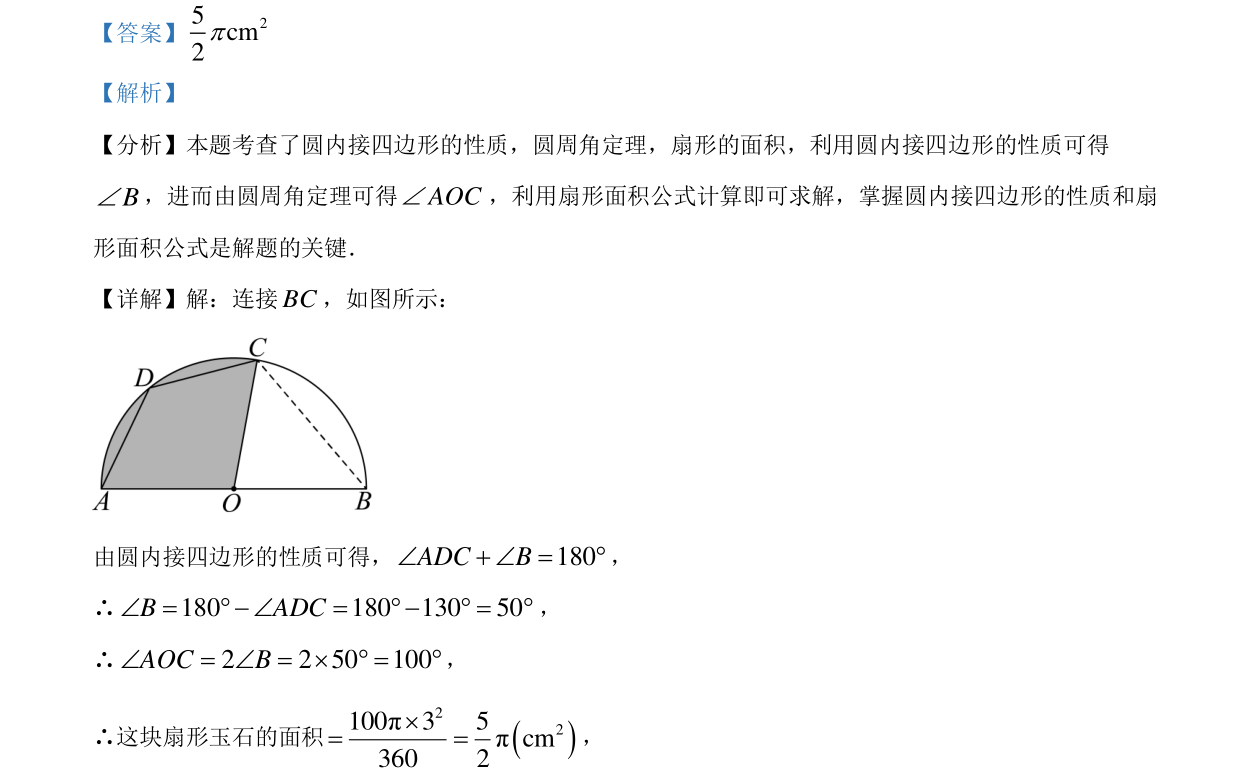 【答案】$\frac{5}{2}\pi \mathrm{cm}^2$
【解析】
【分析】本题考查了圆内接四边形的性质，圆周角定理，扇形的面积，利用圆内接四边形的性质可得
∠B，进而由圆周角定理可得∠AOC，利用扇形面积公式计算即可求解，掌握圆内接四边形的性质和扇
形面积公式是解题的关键．
【详解】解：连接BC，如图所示：
C
D
A
O
B
由圆内接四边形的性质可得，∠ADC+∠B=180°，
∴∠B=180°−∠ADC=180°−130°=50°，
∴∠AOC=2∠B=2×50°=100°，
∴这块扇形玉石的面积$=\frac{100π×3^2}{360}=\frac{5}{2}π(\mathrm{cm}^2)$，